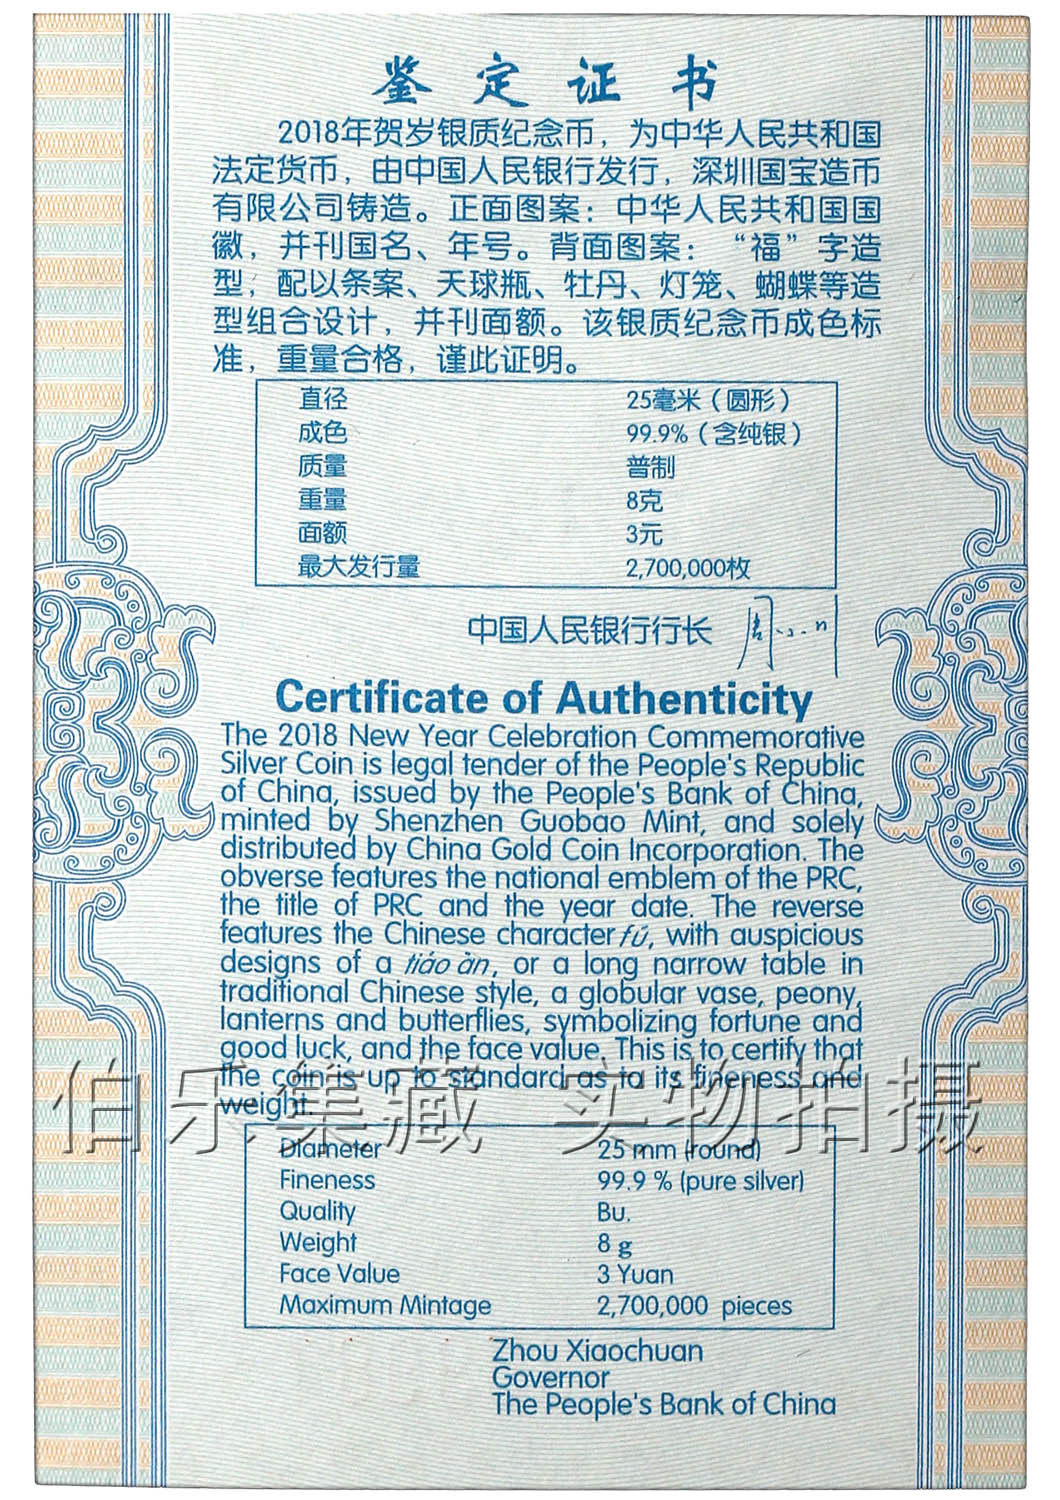 鉴定证书
2018年贺岁银质纪念币，为中华人民共和国
法定货币，由中国人民银行发行，深圳国宝造币
有限公司铸造。正面图案：中华人民共和国国
徽，并刊国名、年号。背面图案：“福”字造
型，配以条案、天球瓶、牡丹、灯笼、蝴蝶等造
型组合设计，并刊面额。该银质纪念币成色标
准，重量合格，谨此证明。
直径 25毫米（圆形）
成色 99.9%（含纯银）
质量 普制
重量 8克
面额 3元
最大发行量 2,700,000枚
中国人民银行行长 周小川
Certificate of Authenticity
The 2018 New Year Celebration Commemorative
Silver Coin is legal tender of the People's Republic
of China, issued by the People's Bank of China,
minted by Shenzhen Guobao Mint, and solely
distributed by China Gold Coin Incorporation. The
obverse features the national emblem of the PRC,
the title of PRC and the year date. The reverse
features the Chinese character fú, with auspicious
designs of a tiáo àn, or a long narrow table in
traditional Chinese style, a globular vase, peony,
lanterns and butterflies, symbolizing fortune and
good luck, and the face value. This is to certify that
the coin is up to standard as to its fineness and
weight.
伯乐集藏 实物拍摄
Diameter 25 mm (round)
Fineness 99.9 % (pure silver)
Quality Bu.
Weight 8 g
Face Value 3 Yuan
Maximum Mintage 2,700,000 pieces
Zhou Xiaochuan
Governor
The People's Bank of China